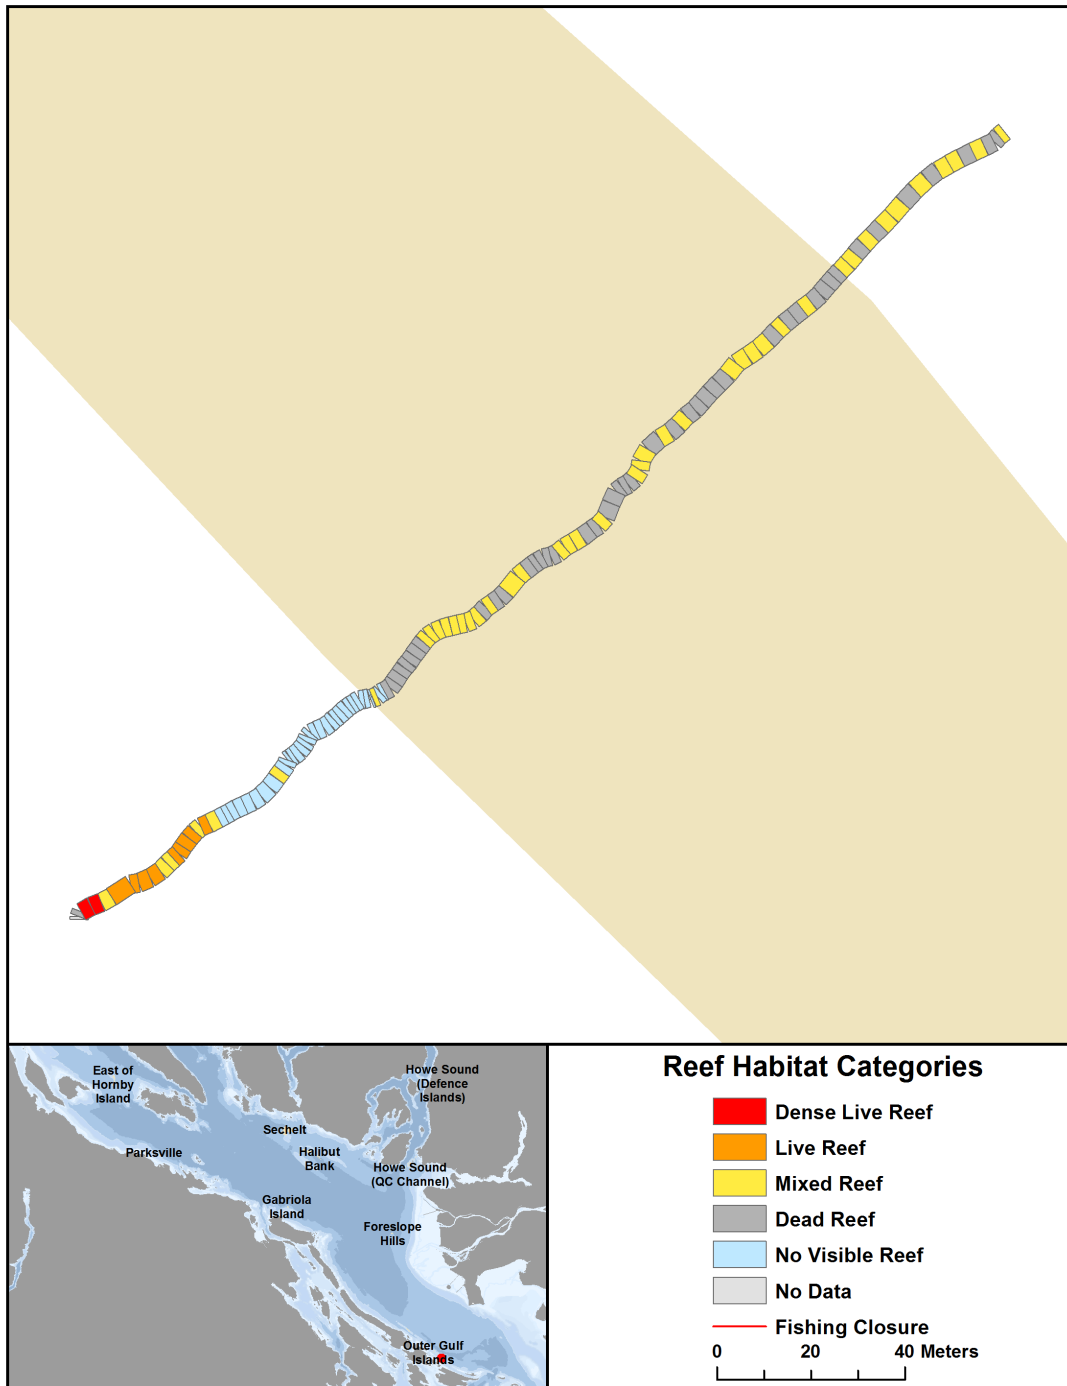 East of
Hornby
Island
Howe Sound
(Defence
Islands)
Sechelt
Parksville
Halibut
Bank
Howe Sound
(QC Channel)
Gabriola
Island
Foreslope
Hills
Outer Gulf
Islands
Reef Habitat Categories
Dense Live Reef
Live Reef
Mixed Reef
Dead Reef
No Visible Reef
No Data
Fishing Closure
0 20 40 Meters